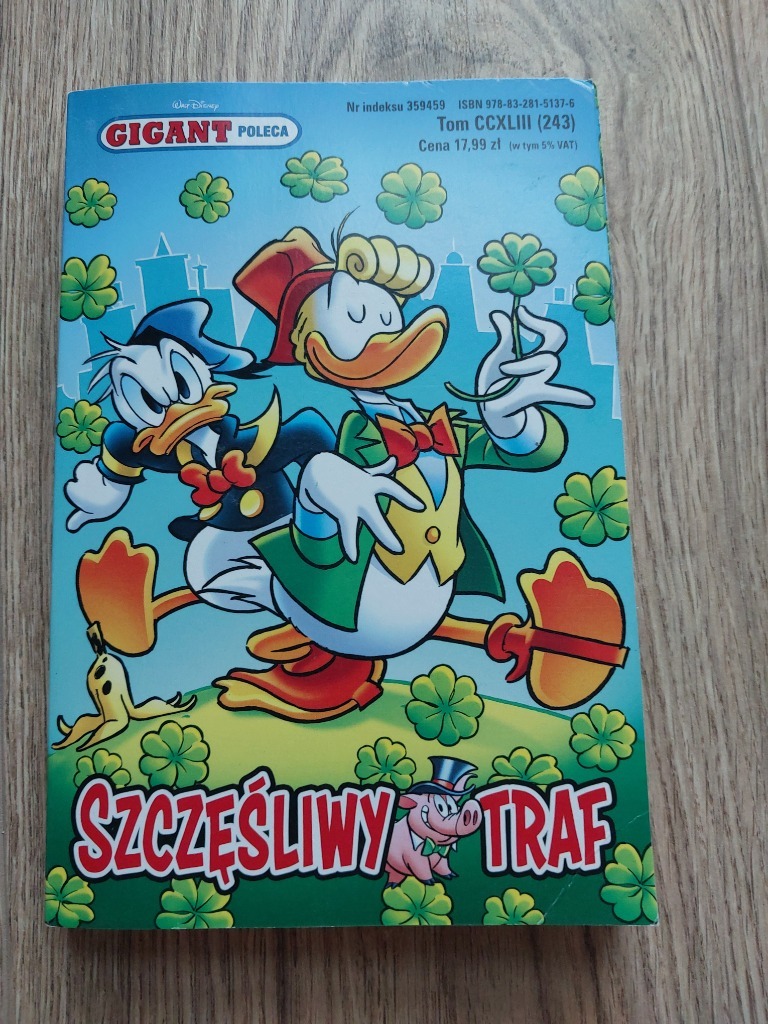 Walt Disney
GIGANT POLECA
Nr indeksu 359459 ISBN 978-83-281-5137-6
Tom CCXLIII (243)
Cena 17,99 zł (w tym 5% VAT)
SZCZĘŚLIWY TRAF